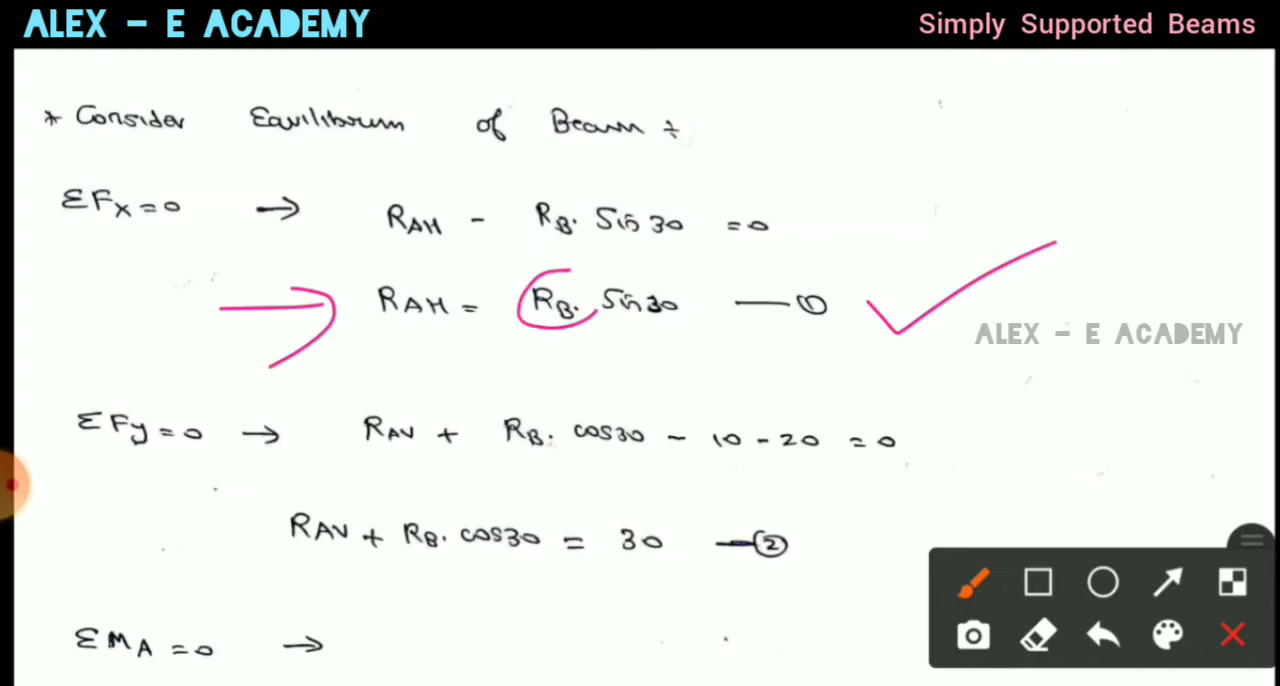 ALEX - E ACADEMY
Simply Supported Beams
* Consider Equilibrium of Beam ÷
ΣFx=0 → RAH - RB. Sin 30 =0
→ RAH = RB. Sin30 —①
ALEX - E ACADEMY
ΣFy=0 → RAV + RB. cos30 - 10 - 20 =0
RAV + RB. cos30 = 30 —②
ΣMA=0 →